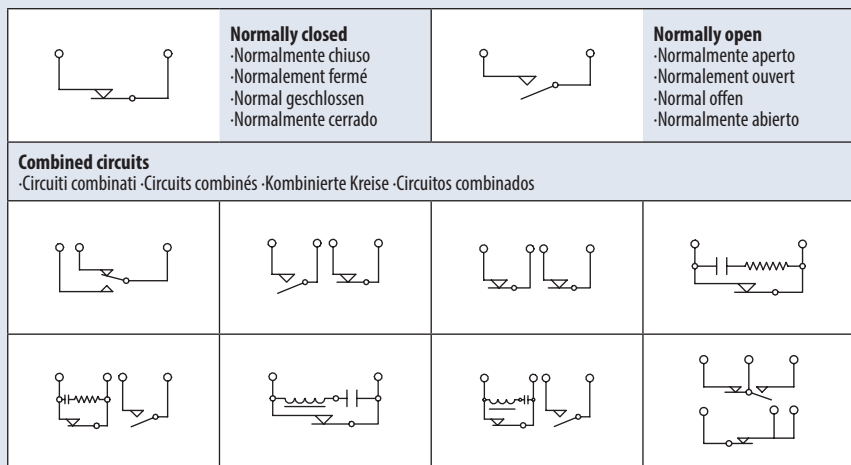 Normally closed
·Normalmente chiuso
·Normalement fermé
·Normal geschlossen
·Normalmente cerrado
Normally open
·Normalmente aperto
·Normalement ouvert
·Normal offen
·Normalmente abierto
Combined circuits
·Circuiti combinati ·Circuits combinés ·Kombinierte Kreise ·Circuitos combinados